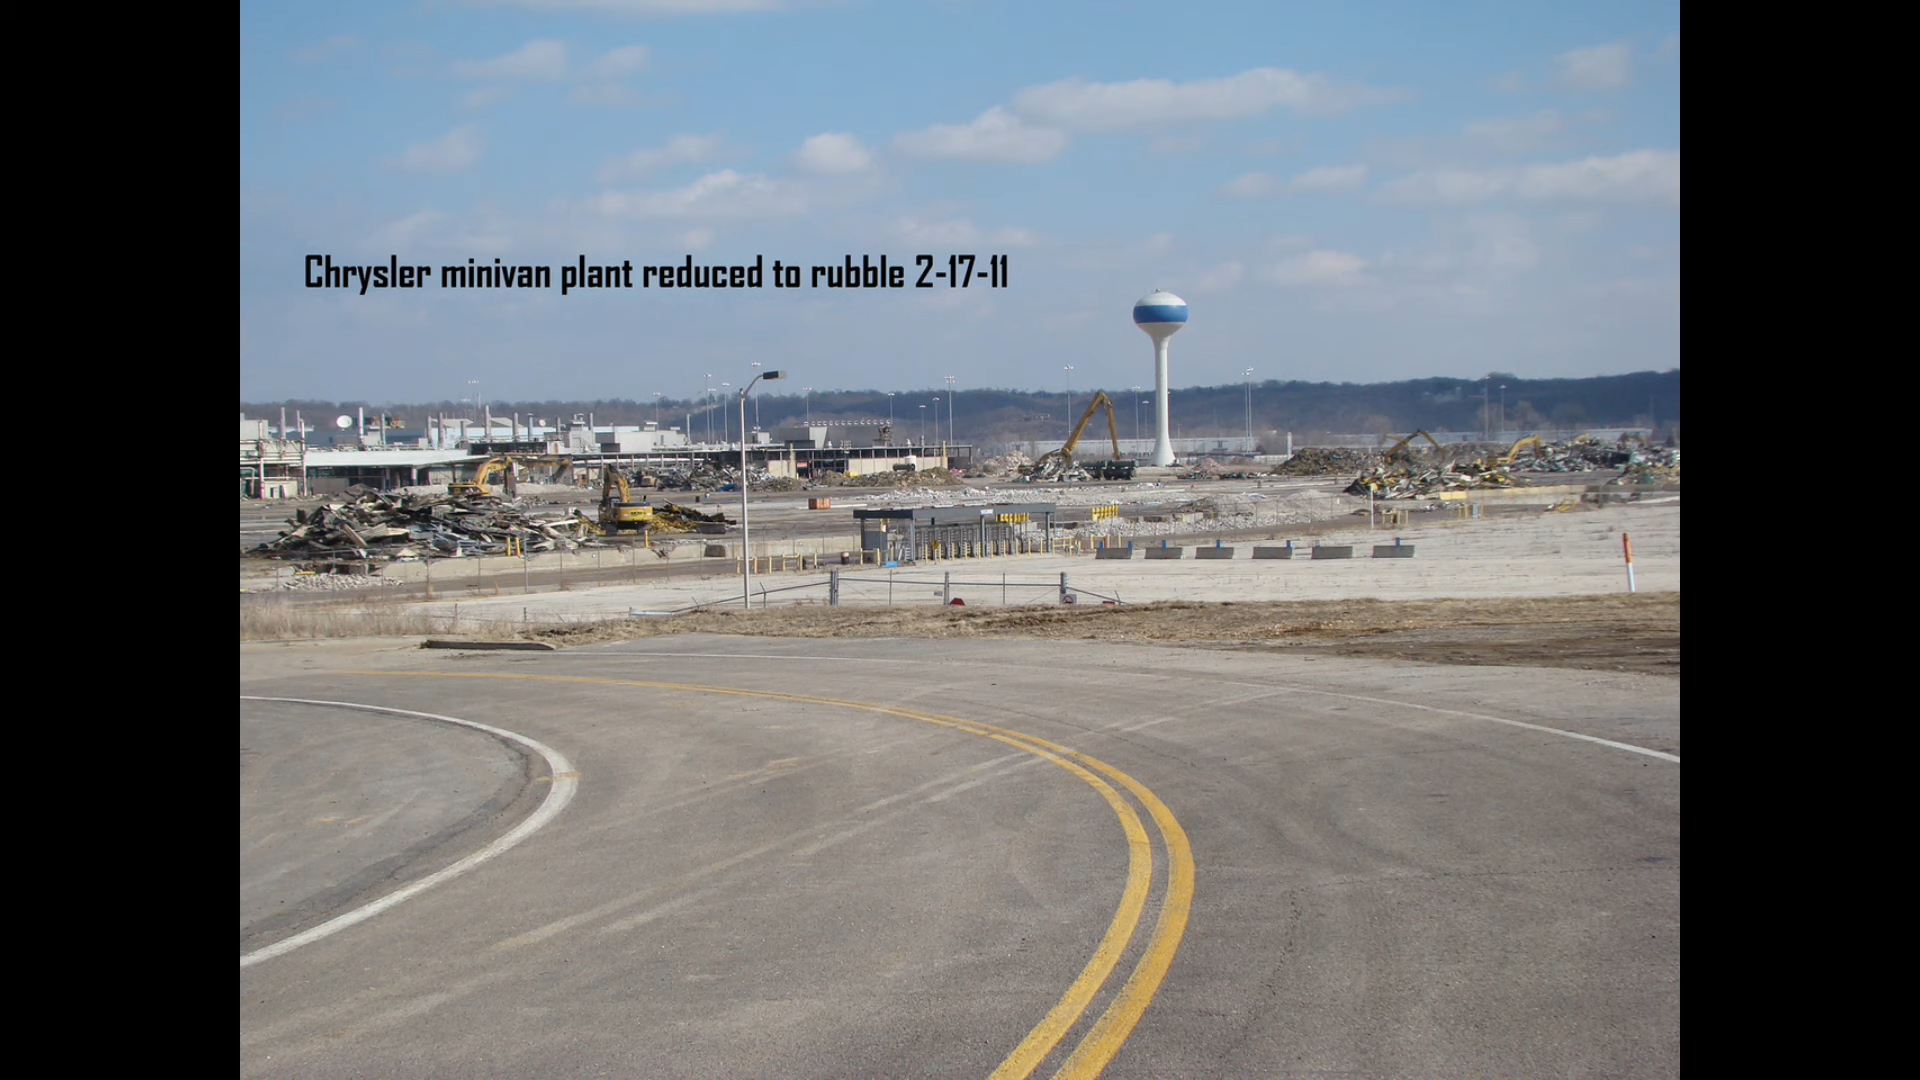 Chrysler minivan plant reduced to rubble 2-17-11